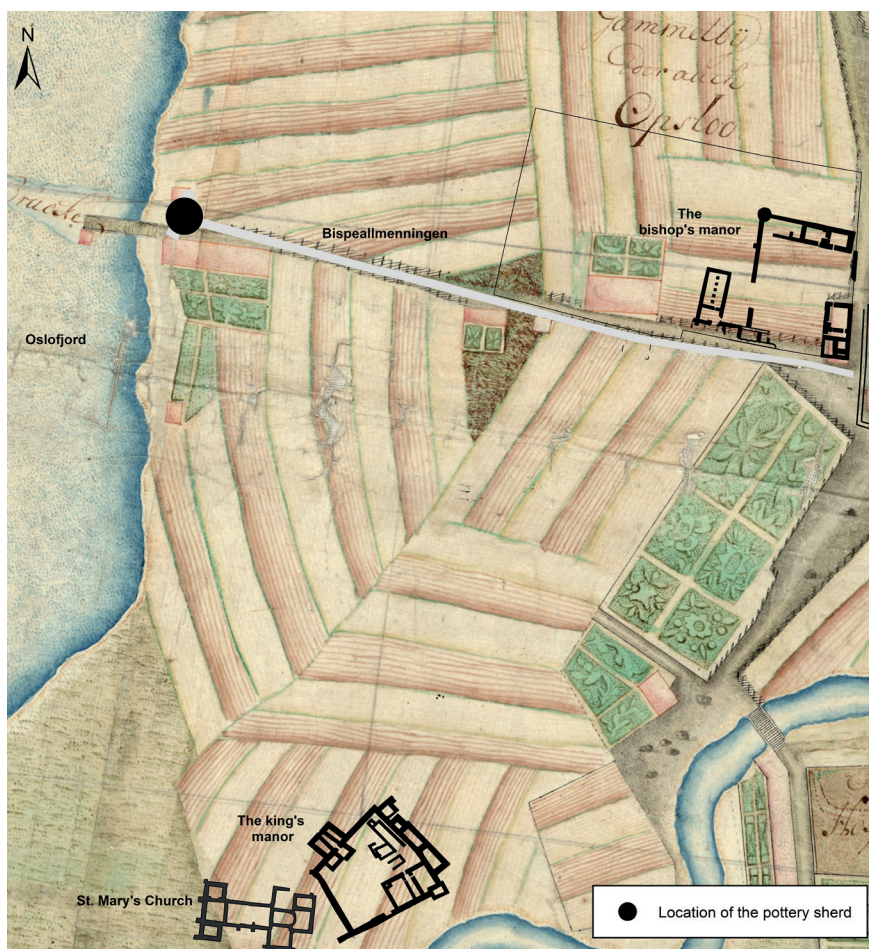 N
Gammelbÿ
Oder auch
Opsloo
The
bishop's manor
Bispeallmenningen
Brucke
Oslofjord
The king's
manor
St. Mary's Church
Location of the pottery sherd